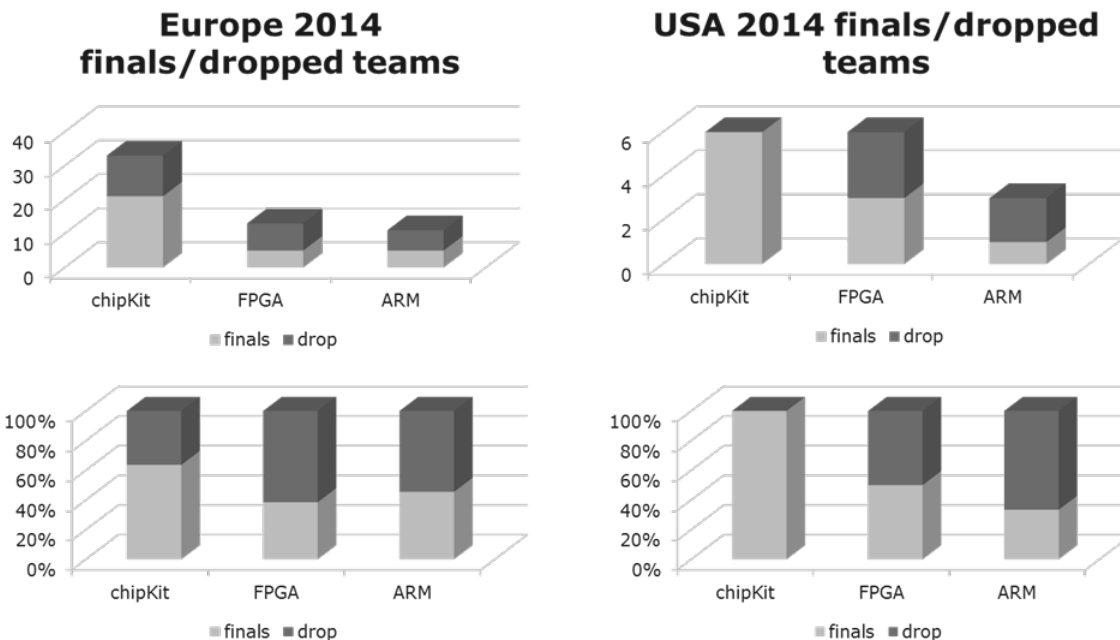 Europe 2014
finals/dropped teams
40
30
20
10
0
chipKit FPGA ARM
finals drop
USA 2014 finals/dropped
teams
6
4
2
0
chipKit FPGA ARM
finals drop
100%
80%
60%
40%
20%
0%
chipKit FPGA ARM
finals drop
100%
80%
60%
40%
20%
0%
chipKit FPGA ARM
finals drop